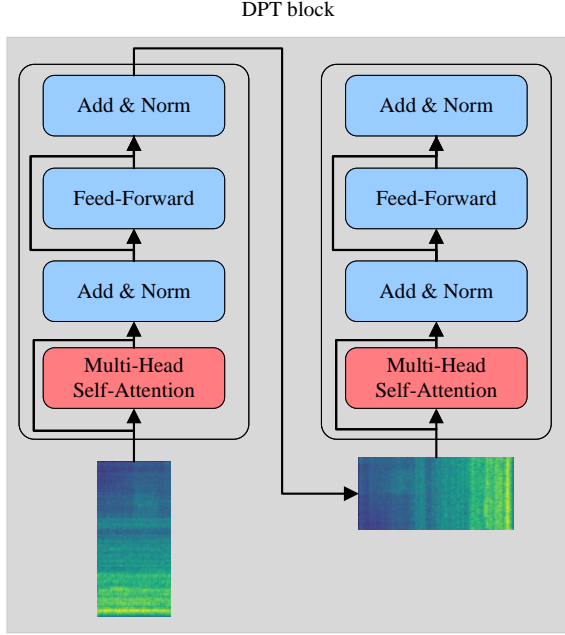 DPT block
Add & Norm
Feed-Forward
Add & Norm
Multi-Head
Self-Attention
Add & Norm
Feed-Forward
Add & Norm
Multi-Head
Self-Attention